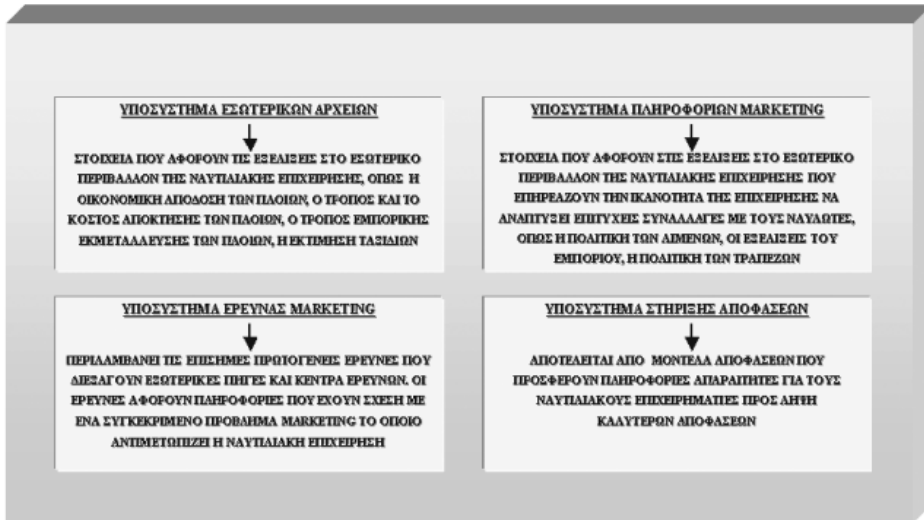 ΥΠΟΣΥΣΤΗΜΑ ΕΣΩΤΕΡΙΚΩΝ ΑΡΧΕΙΩΝ
ΣΤΟΙΧΕΙΑ ΠΟΥ ΑΦΟΡΟΥΝ ΤΙΣ ΕΞΕΛΙΞΕΙΣ ΣΤΟ ΕΣΩΤΕΡΙΚΟ
ΠΕΡΙΒΑΛΛΟΝ ΤΗΣ ΝΑΥΤΙΛΙΑΚΗΣ ΕΠΙΧΕΙΡΗΣΗΣ, ΟΠΩΣ Η
ΟΙΚΟΝΟΜΙΚΗ ΑΠΟΔΟΣΗ ΤΩΝ ΠΛΟΙΩΝ, Ο ΤΡΟΠΟΣ ΚΑΙ ΤΟ
ΚΟΣΤΟΣ ΑΠΟΚΤΗΣΗΣ ΤΩΝ ΠΛΟΙΩΝ, Ο ΤΡΟΠΟΣ ΕΜΠΟΡΙΚΗΣ
ΕΚΜΕΤΑΛΛΕΥΣΗΣ ΤΩΝ ΠΛΟΙΩΝ, Η ΕΚΤΙΜΗΣΗ ΤΑΞΙΔΙΩΝ
ΥΠΟΣΥΣΤΗΜΑ ΠΛΗΡΟΦΟΡΙΩΝ MARKETING
ΣΤΟΙΧΕΙΑ ΠΟΥ ΑΦΟΡΟΥΝ ΣΤΙΣ ΕΞΕΛΙΞΕΙΣ ΣΤΟ ΕΞΩΤΕΡΙΚΟ
ΠΕΡΙΒΑΛΛΟΝ ΤΗΣ ΝΑΥΤΙΛΙΑΚΗΣ ΕΠΙΧΕΙΡΗΣΗΣ ΠΟΥ
ΕΠΗΡΕΑΖΟΥΝ ΤΗΝ ΙΚΑΝΟΤΗΤΑ ΤΗΣ ΕΠΙΧΕΙΡΗΣΗΣ ΝΑ
ΑΝΑΠΤΥΞΕΙ ΕΠΙΤΥΧΕΙΣ ΣΥΝΑΛΛΑΓΕΣ ΜΕ ΤΟΥΣ ΝΑΥΛΩΤΕΣ,
ΟΠΩΣ Η ΠΟΛΙΤΙΚΗ ΤΩΝ ΛΙΜΕΝΩΝ, ΟΙ ΕΞΕΛΙΞΕΙΣ ΤΟΥ
ΕΜΠΟΡΙΟΥ, Η ΠΟΛΙΤΙΚΗ ΤΩΝ ΤΡΑΠΕΖΩΝ
ΥΠΟΣΥΣΤΗΜΑ ΕΡΕΥΝΑΣ MARKETING
ΠΕΡΙΛΑΜΒΑΝΕΙ ΤΙΣ ΕΠΙΣΗΜΕΣ ΠΡΩΤΟΓΕΝΕΙΣ ΕΡΕΥΝΕΣ ΠΟΥ
ΔΙΕΞΑΓΟΥΝ ΕΞΩΤΕΡΙΚΕΣ ΠΗΓΕΣ ΚΑΙ ΚΕΝΤΡΑ ΕΡΕΥΝΩΝ. ΟΙ
ΕΡΕΥΝΕΣ ΑΦΟΡΟΥΝ ΠΛΗΡΟΦΟΡΙΕΣ ΠΟΥ ΕΧΟΥΝ ΣΧΕΣΗ ΜΕ
ΕΝΑ ΣΥΓΚΕΚΡΙΜΕΝΟ ΠΡΟΒΛΗΜΑ MARKETING ΤΟ ΟΠΟΙΟ
ΑΝΤΙΜΕΤΩΠΙΖΕΙ Η ΝΑΥΤΙΛΙΑΚΗ ΕΠΙΧΕΙΡΗΣΗ
ΥΠΟΣΥΣΤΗΜΑ ΣΤΗΡΙΞΗΣ ΑΠΟΦΑΣΕΩΝ
ΑΠΟΤΕΛΕΙΤΑΙ ΑΠΟ ΜΟΝΤΕΛΑ ΑΠΟΦΑΣΕΩΝ ΠΟΥ
ΠΡΟΣΦΕΡΟΥΝ ΠΛΗΡΟΦΟΡΙΕΣ ΑΠΑΡΑΙΤΗΤΕΣ ΓΙΑ ΤΟΥΣ
ΝΑΥΤΙΛΙΑΚΟΥΣ ΕΠΙΧΕΙΡΗΜΑΤΙΕΣ ΠΡΟΣ ΛΗΨΗ
ΚΑΛΥΤΕΡΩΝ ΑΠΟΦΑΣΕΩΝ